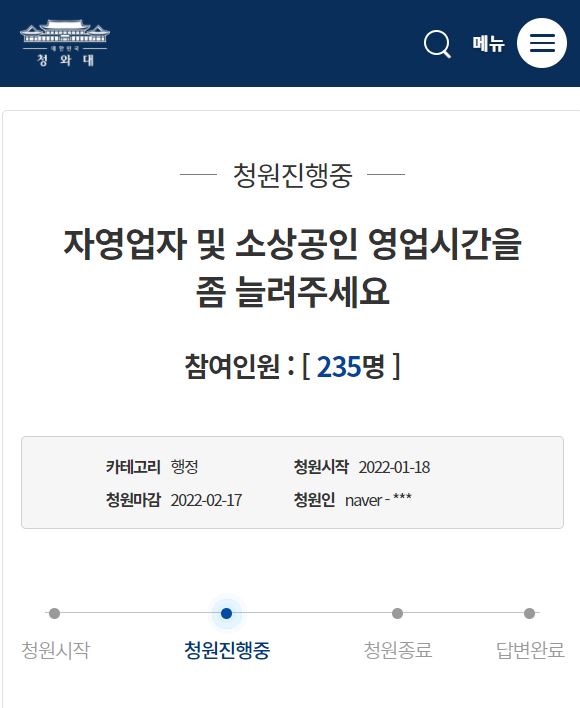 대한민국
청와대
메뉴
청원진행중
자영업자 및 소상공인 영업시간을
좀 늘려주세요
참여인원 : [ 235명 ]
카테고리 행정 청원시작 2022-01-18
청원마감 2022-02-17 청원인 naver - ***
청원시작 청원진행중 청원종료 답변완료